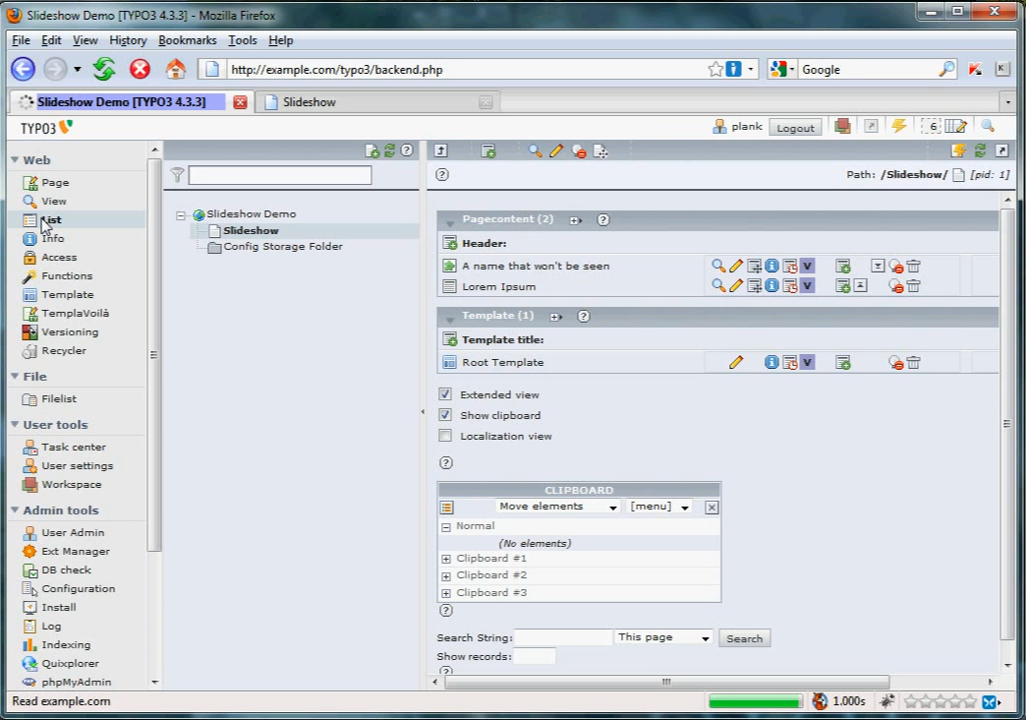 Slideshow Demo [TYPO3 4.3.3] - Mozilla Firefox
File Edit View History Bookmarks Tools Help
http://example.com/typo3/backend.php
Google
K
Slideshow Demo [TYPO3 4.3.3]
Slideshow
TYPO3
plank
Logout
6
Web
Page
View
List
Info
Access
Functions
Template
TemplaVoilà
Versioning
Recycler
File
Filelist
User tools
Task center
User settings
Workspace
Admin tools
User Admin
Ext Manager
DB check
Configuration
Install
Log
Indexing
Quixplorer
phpMyAdmin
Slideshow Demo
Slideshow
Config Storage Folder
Path: /Slideshow/ [pid: 1]
Pagecontent (2)
Header:
A name that won't be seen
Lorem Ipsum
Template (1)
Template title:
Root Template
Extended view
Show clipboard
Localization view
CLIPBOARD
Move elements [menu]
Normal
(No elements)
Clipboard #1
Clipboard #2
Clipboard #3
Search String: This page Search
Show records:
Read example.com
1.000s